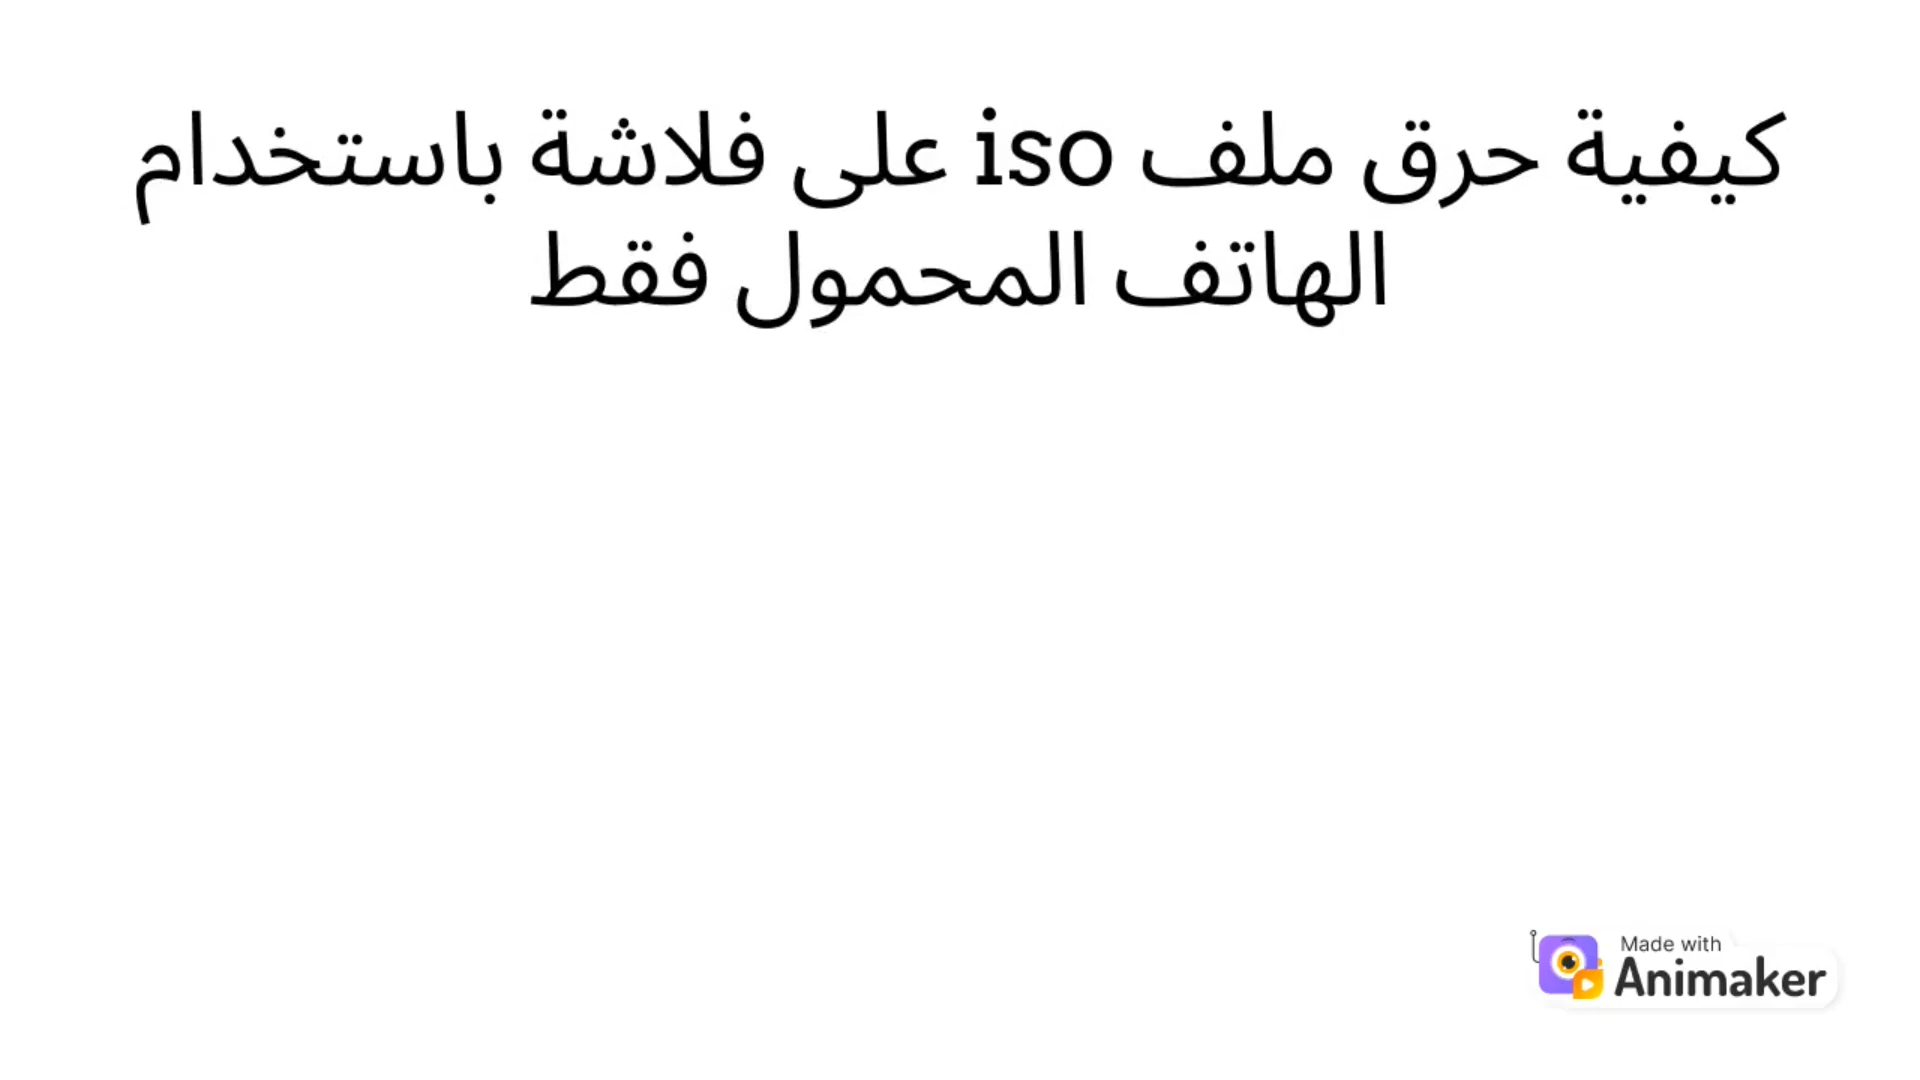 كيفية حرق ملف iso على فلاشة باستخدام
الهاتف المحمول فقط
Made with
Animaker